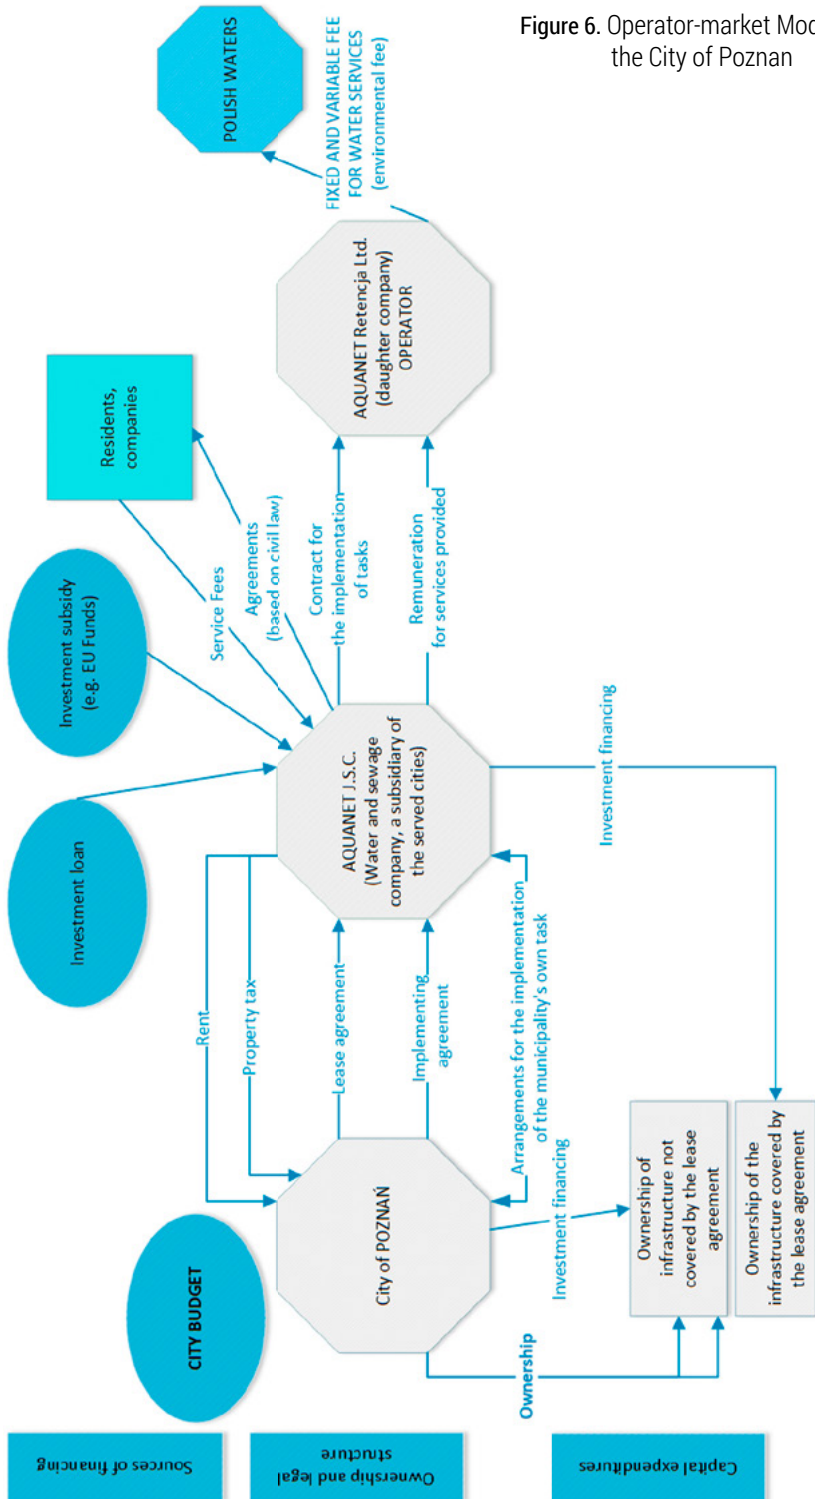 Figure 6. Operator-market Mod
the City of Poznan
POLISH WATERS
FIXED AND VARIABLE FEE
FOR WATER SERVICES
(environmental fee)
AQUANET Retencja Ltd.
(daughter company)
OPERATOR
Residents,
companies
Service Fees
Agreements
(based on civil law)
Contract for
the implementation
of tasks
Remuneration
for services provided
Investment subsidy
(e.g. EU Funds)
Investment loan
AQUANET J.S.C.
(Water and sewage
company, a subsidiary of
the served cities)
Investment financing
Rent
Property tax
Lease agreement
Implementing
agreement
Arrangements for the implementation
of the municipality's own task
Investment financing
CITY BUDGET
City of POZNAŃ
Ownership of
infrastructure not
covered by the lease
agreement
Ownership of the
infrastructure covered by
the lease agreement
Ownership
Sources of financing
Ownership and legal
structure
Capital expenditures